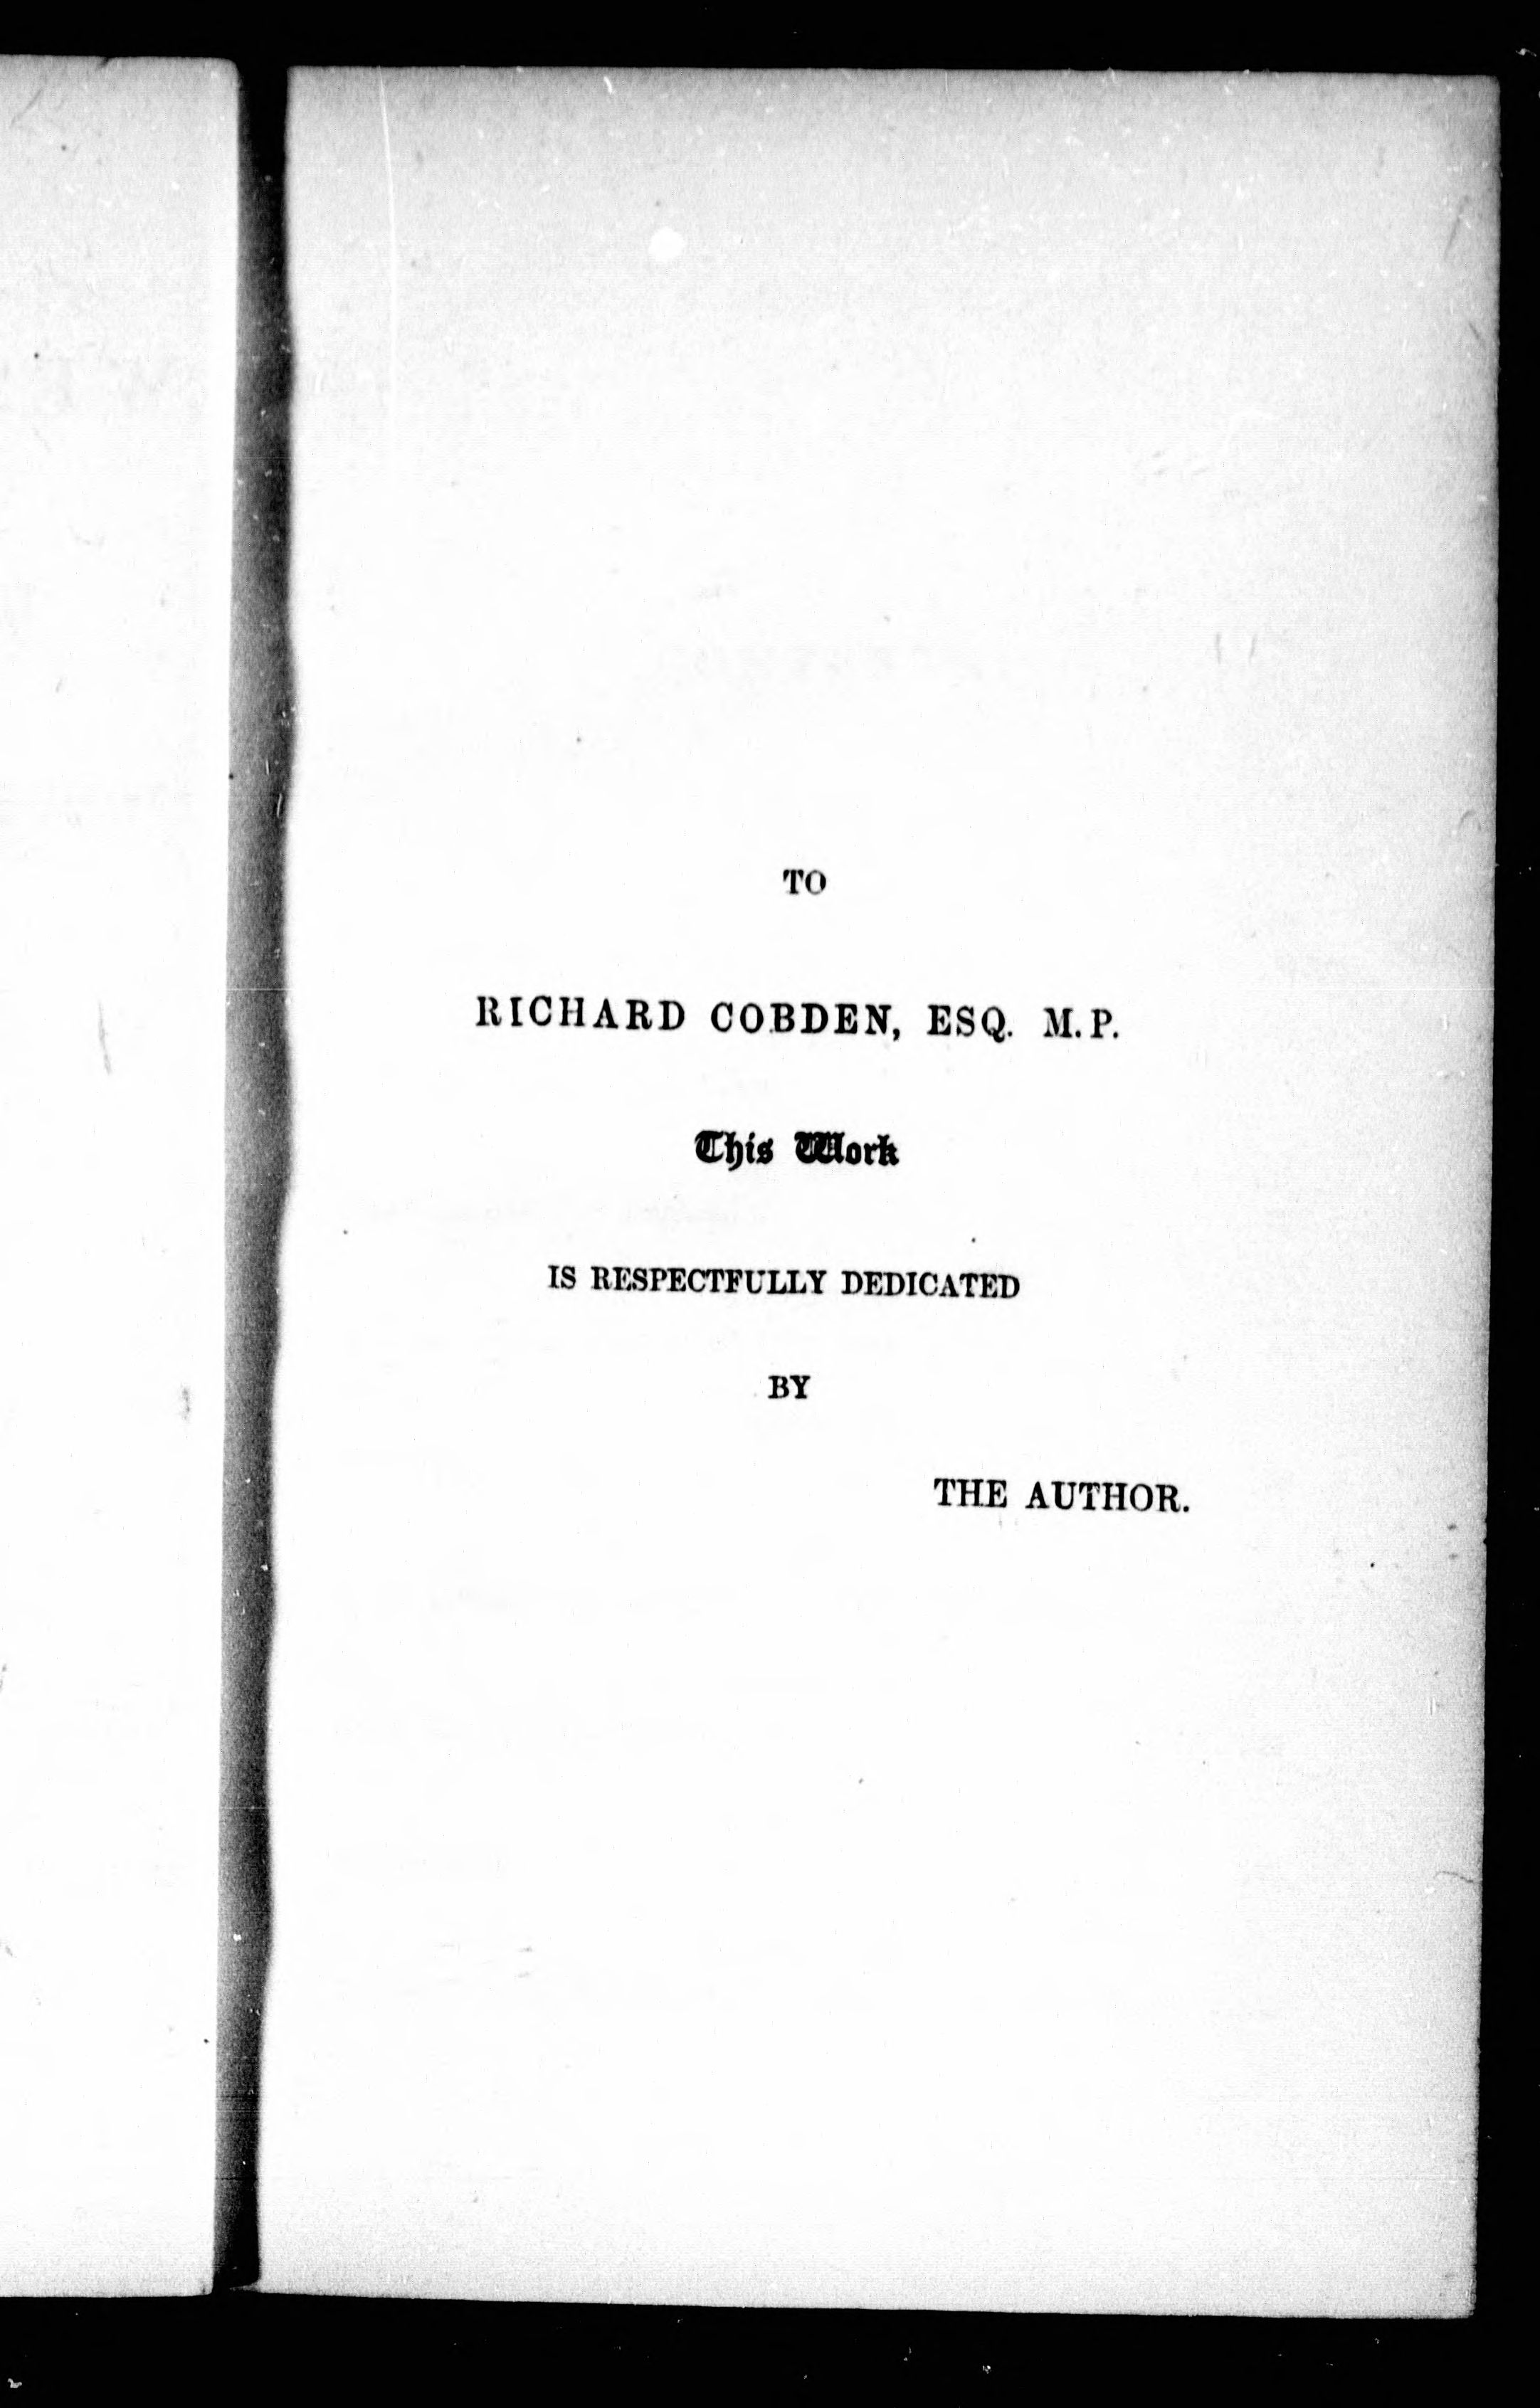 TO
RICHARD COBDEN, ESQ. M.P.
This Work
IS RESPECTFULLY DEDICATED
BY
THE AUTHOR.